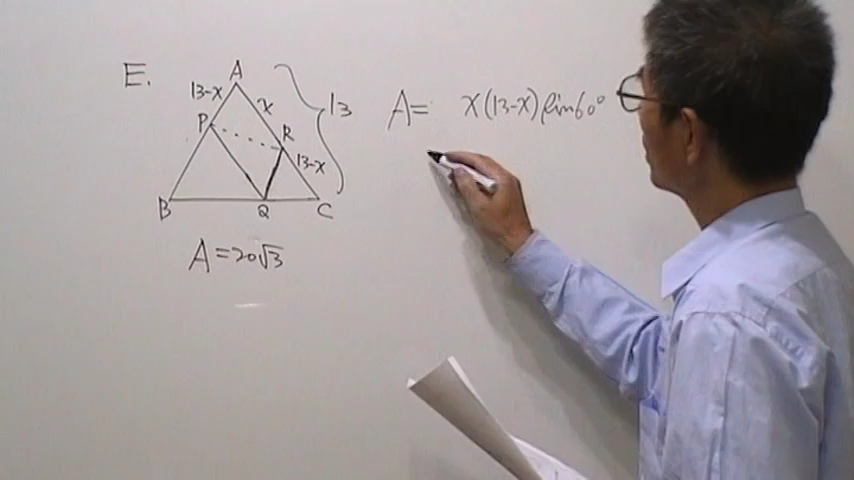 E.
A
13-x
x
13
P
R
13-x
B
Q
C
A=20√3
A= x(13-x)sin60°